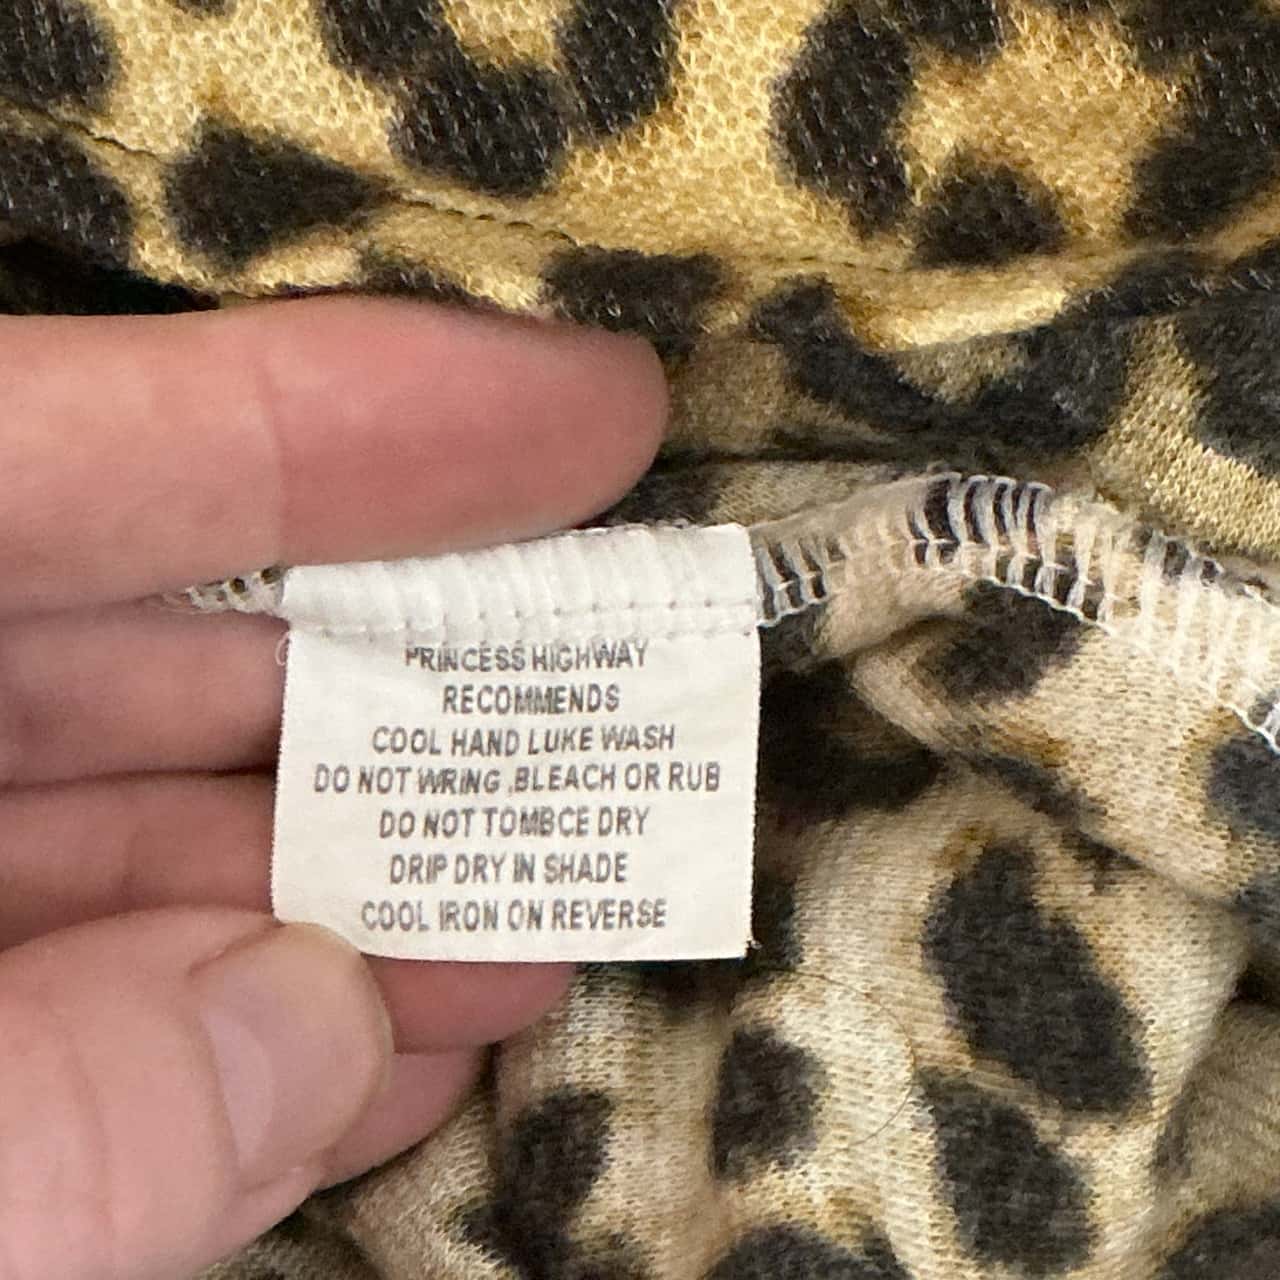 PRINCESS HIGHWAY
RECOMMENDS
COOL HAND LUKE WASH
DO NOT WRING ,BLEACH OR RUB
DO NOT TOMBCE DRY
DRIP DRY IN SHADE
COOL IRON ON REVERSE